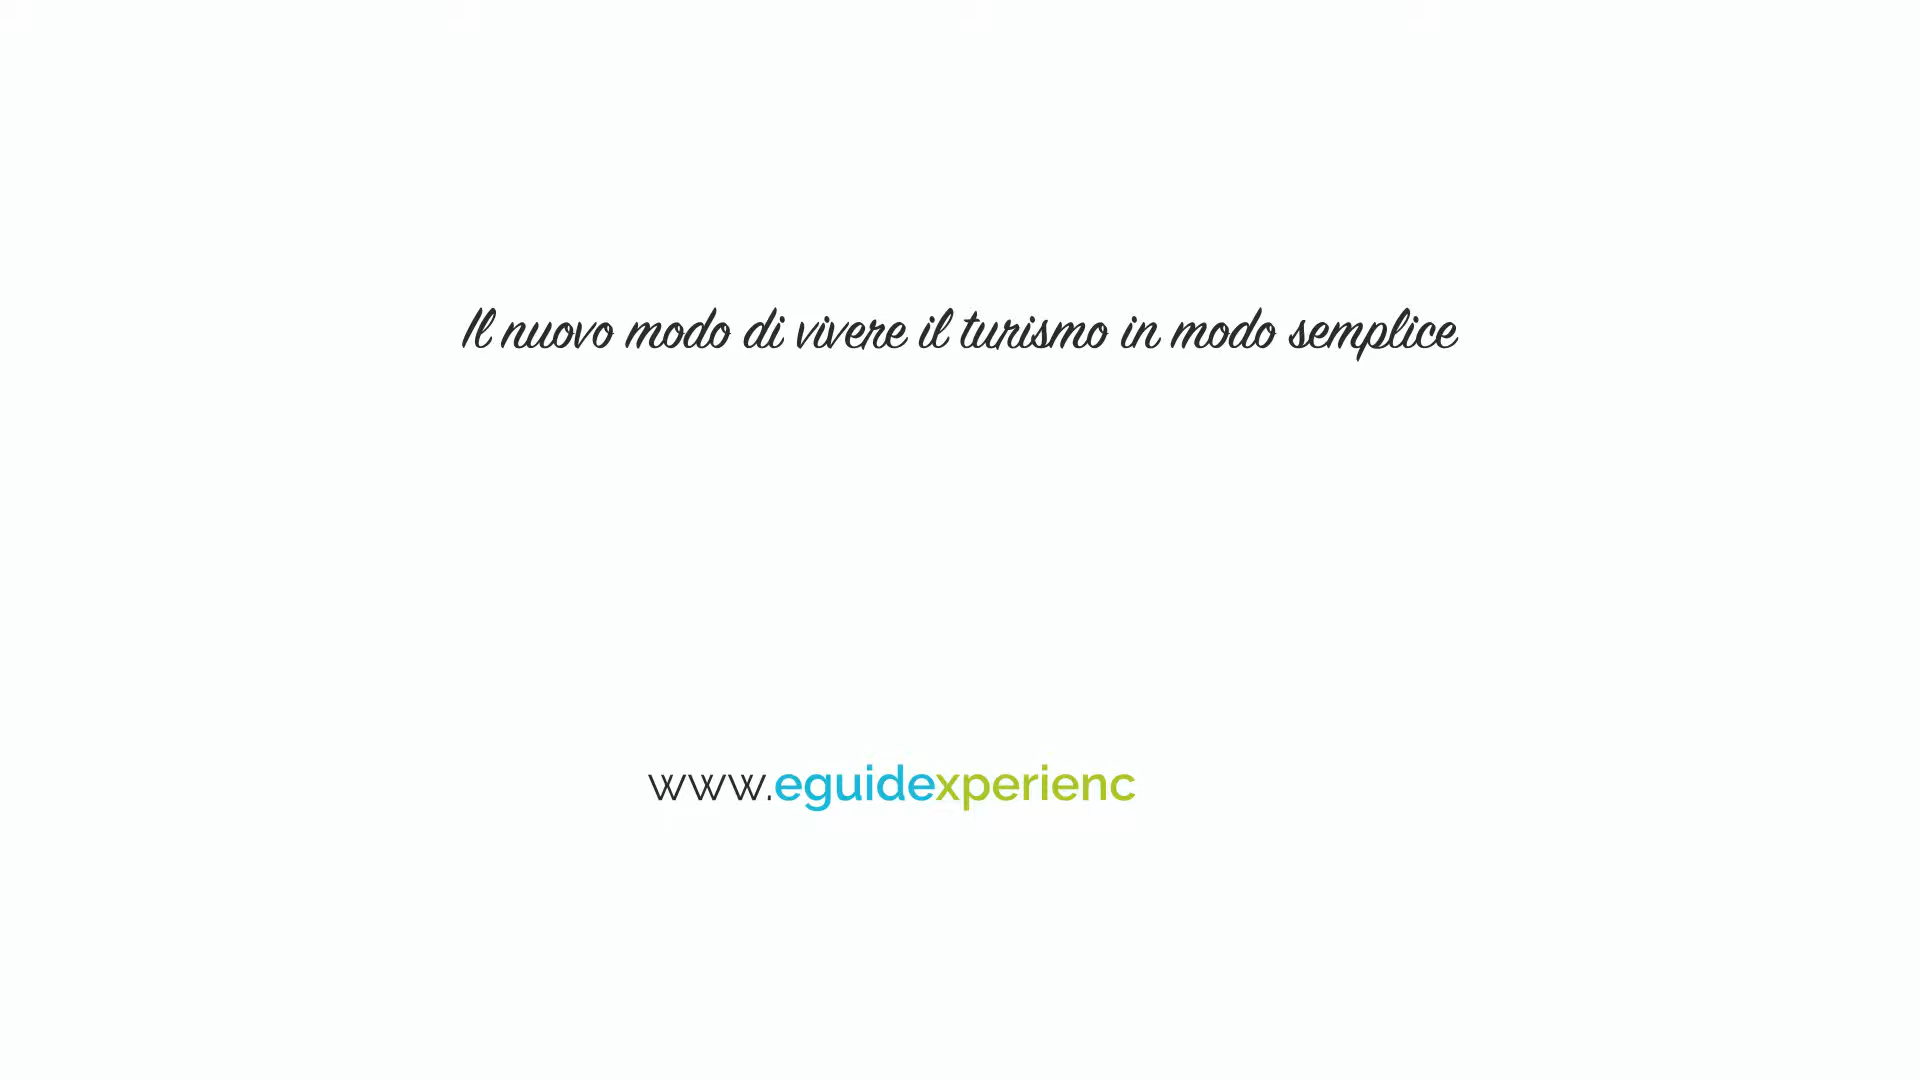 Il nuovo modo di vivere il turismo in modo semplice
www.eguidexperienc